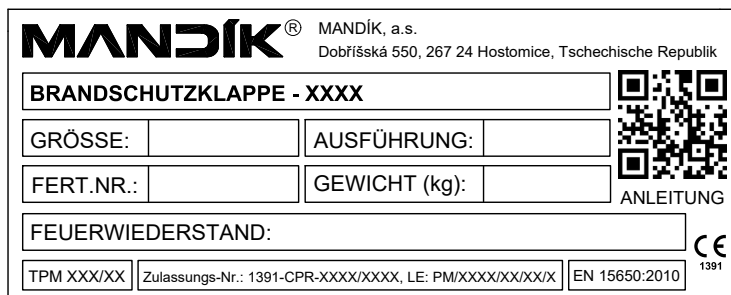 MANDÍK® MANDÍK, a.s.
Dobříšská 550, 267 24 Hostomice, Tschechische Republik
BRANDSCHUTZKLAPPE - XXXX
GRÖSSE: AUSFÜHRUNG:
FERT.NR.: GEWICHT (kg):
ANLEITUNG
FEUERWIEDERSTAND:
CE
1391
TPM XXX/XX Zulassungs-Nr.: 1391-CPR-XXXX/XXXX, LE: PM/XXXX/XX/XX/X EN 15650:2010